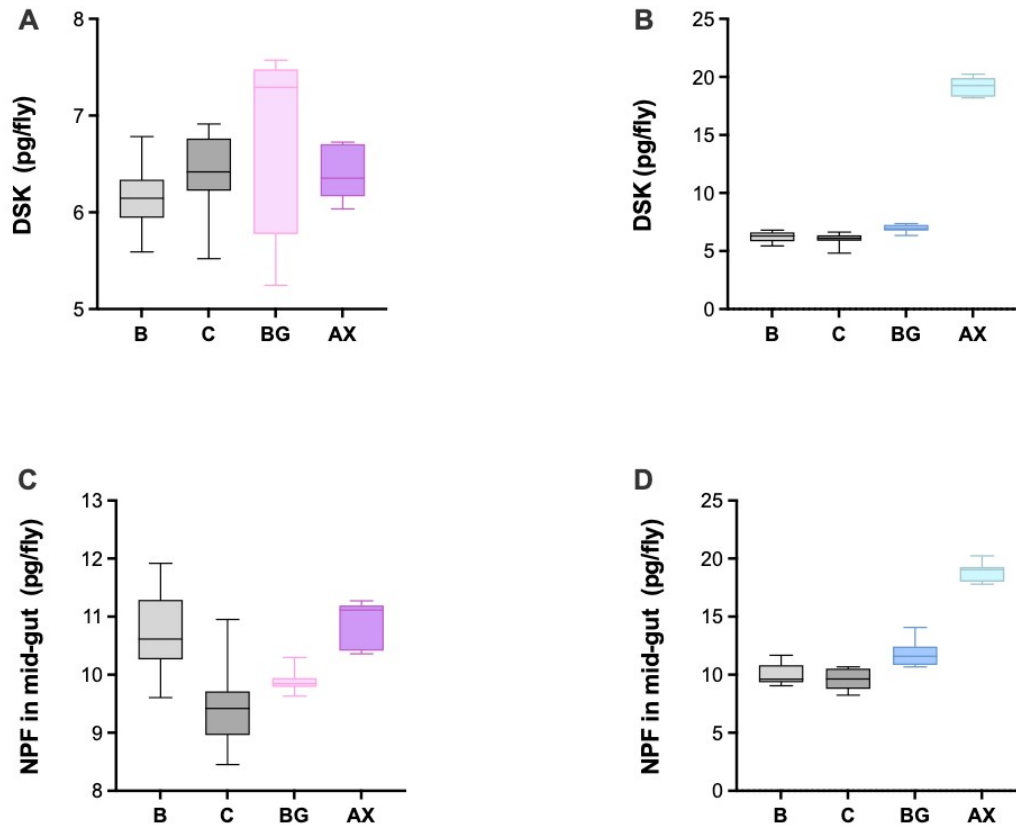 A
DSK (pg/fly)
8
7
6
5
B C BG AX
B
DSK (pg/fly)
25
20
15
10
5
0
B C BG AX
C
NPF in mid-gut (pg/fly)
13
12
11
10
9
8
B C BG AX
D
NPF in mid-gut (pg/fly)
25
20
15
10
5
0
B C BG AX